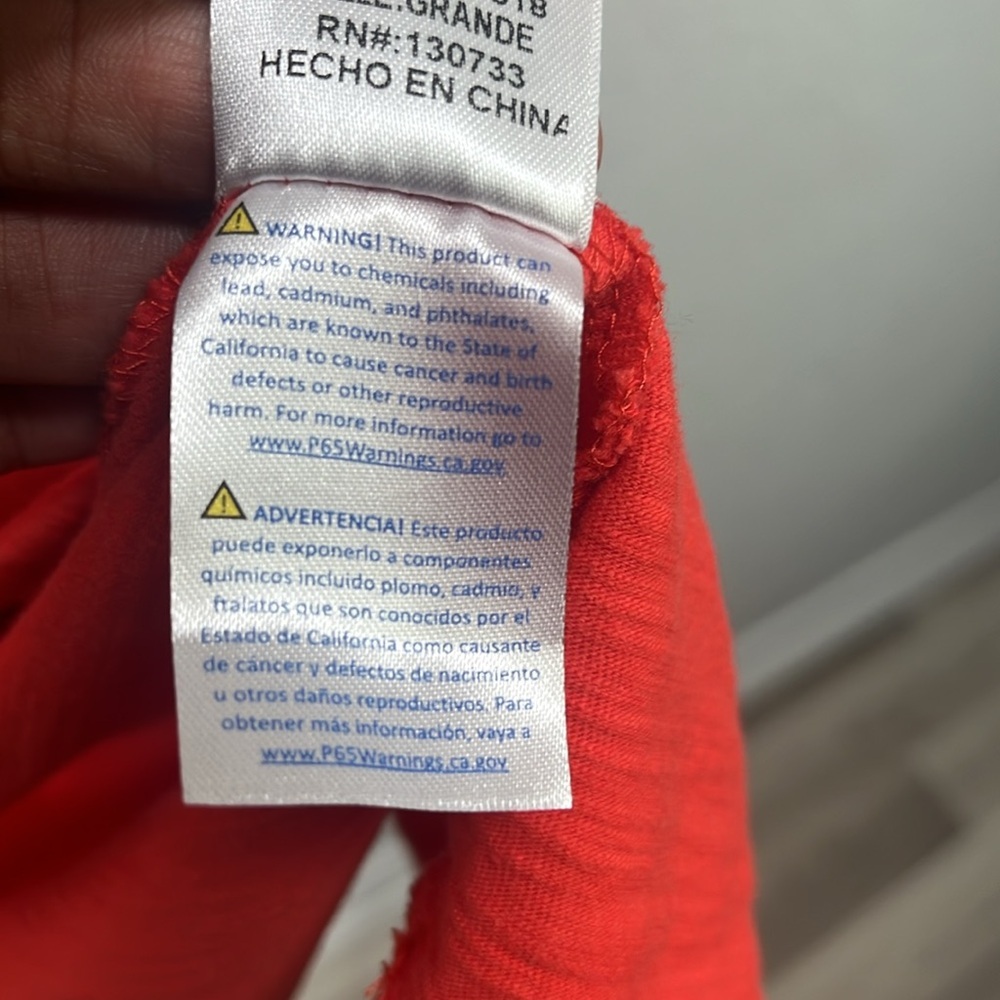 GRANDE
RN#:130733
HECHO EN CHINA
WARNING! This product can
expose you to chemicals including
lead, cadmium, and phthalates,
which are known to the State of
California to cause cancer and birth
defects or other reproductive
harm. For more information go to
www.P65Warnings.ca.gov
ADVERTENCIA! Este producto
puede exponerlo a componentes
químicos incluido plomo, cadmio, y
ftalatos que son conocidos por el
Estado de California como causante
de cáncer y defectos de nacimiento
u otros daños reproductivos. Para
obtener más información, vaya a
www.P65Warnings.ca.gov